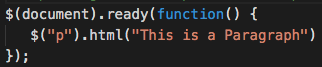 $(document).ready(function() {
    $("p").html("This is a Paragraph")
});